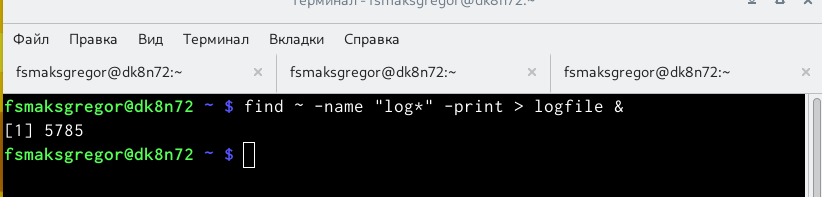 Терминал - fsmaksgregor@dk8n72:~
Файл Правка Вид Терминал Вкладки Справка
fsmaksgregor@dk8n72:~ × fsmaksgregor@dk8n72:~ × fsmaksgregor@dk8n72:~ ×
fsmaksgregor@dk8n72 ~ $ find ~ -name "log*" -print > logfile &
[1] 5785
fsmaksgregor@dk8n72 ~ $